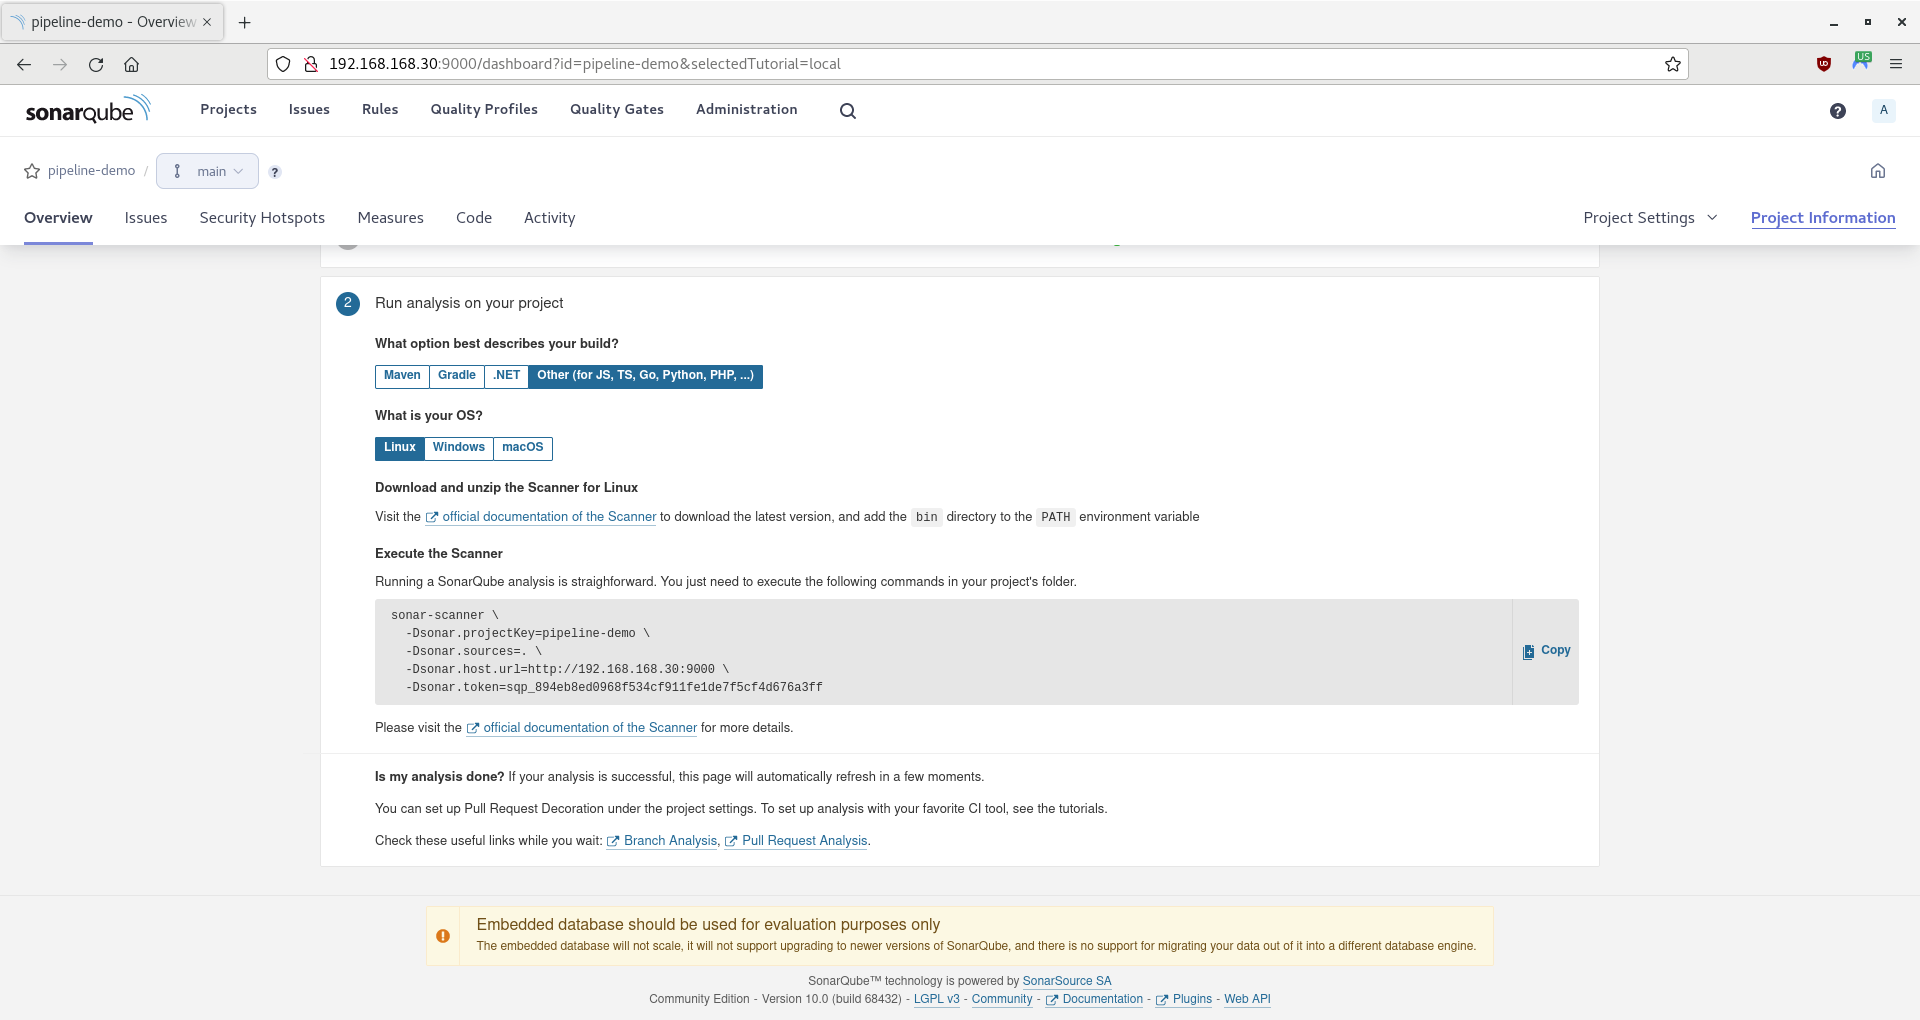 pipeline-demo - Overview
192.168.168.30:9000/dashboard?id=pipeline-demo&selectedTutorial=local
UD
US
sonarqube Projects Issues Rules Quality Profiles Quality Gates Administration ? A
pipeline-demo / main ?
Overview Issues Security Hotspots Measures Code Activity Project Settings Project Information
2 Run analysis on your project
What option best describes your build?
Maven Gradle .NET Other (for JS, TS, Go, Python, PHP, ...)
What is your OS?
Linux Windows macOS
Download and unzip the Scanner for Linux
Visit the official documentation of the Scanner to download the latest version, and add the bin directory to the PATH environment variable
Execute the Scanner
Running a SonarQube analysis is straighforward. You just need to execute the following commands in your project's folder.
sonar-scanner \
-Dsonar.projectKey=pipeline-demo \
-Dsonar.sources=. \
-Dsonar.host.url=http://192.168.168.30:9000 \
-Dsonar.token=sqp_894eb8ed0968f534cf911fe1de7f5cf4d676a3ff
Copy
Please visit the official documentation of the Scanner for more details.
Is my analysis done? If your analysis is successful, this page will automatically refresh in a few moments.
You can set up Pull Request Decoration under the project settings. To set up analysis with your favorite CI tool, see the tutorials.
Check these useful links while you wait: Branch Analysis, Pull Request Analysis.
Embedded database should be used for evaluation purposes only
The embedded database will not scale, it will not support upgrading to newer versions of SonarQube, and there is no support for migrating your data out of it into a different database engine.
SonarQube™ technology is powered by SonarSource SA
Community Edition - Version 10.0 (build 68432) - LGPL v3 - Community - Documentation - Plugins - Web API